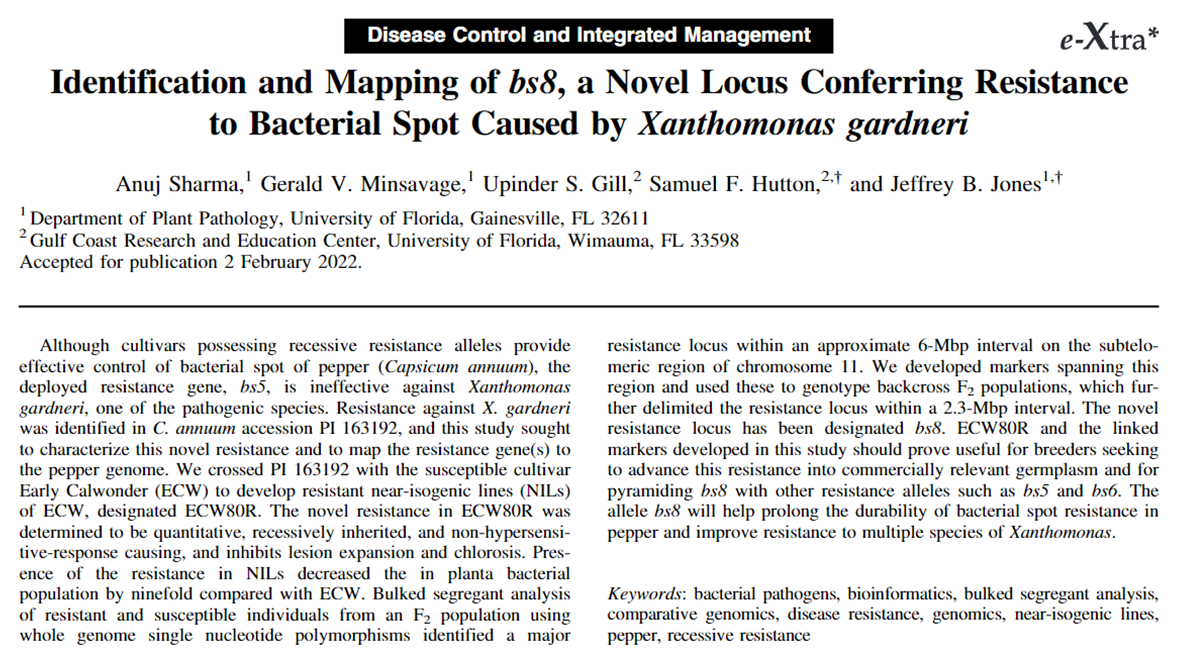 Disease Control and Integrated Management
e-Xtra*
Identification and Mapping of bs8, a Novel Locus Conferring Resistance
to Bacterial Spot Caused by Xanthomonas gardneri
Anuj Sharma,1 Gerald V. Minsavage,1 Upinder S. Gill,2 Samuel F. Hutton,2,† and Jeffrey B. Jones1,†
1 Department of Plant Pathology, University of Florida, Gainesville, FL 32611
2 Gulf Coast Research and Education Center, University of Florida, Wimauma, FL 33598
Accepted for publication 2 February 2022.
Although cultivars possessing recessive resistance alleles provide
effective control of bacterial spot of pepper (Capsicum annuum), the
deployed resistance gene, bs5, is ineffective against Xanthomonas
gardneri, one of the pathogenic species. Resistance against X. gardneri
was identified in C. annuum accession PI 163192, and this study sought
to characterize this novel resistance and to map the resistance gene(s) to
the pepper genome. We crossed PI 163192 with the susceptible cultivar
Early Calwonder (ECW) to develop resistant near-isogenic lines (NILs)
of ECW, designated ECW80R. The novel resistance in ECW80R was
determined to be quantitative, recessively inherited, and non-hypersensi-
tive-response causing, and inhibits lesion expansion and chlorosis. Pres-
ence of the resistance in NILs decreased the in planta bacterial
population by ninefold compared with ECW. Bulked segregant analysis
of resistant and susceptible individuals from an F2 population using
whole genome single nucleotide polymorphisms identified a major
resistance locus within an approximate 6-Mbp interval on the subtelo-
meric region of chromosome 11. We developed markers spanning this
region and used these to genotype backcross F2 populations, which fur-
ther delimited the resistance locus within a 2.3-Mbp interval. The novel
resistance locus has been designated bs8. ECW80R and the linked
markers developed in this study should prove useful for breeders seeking
to advance this resistance into commercially relevant germplasm and for
pyramiding bs8 with other resistance alleles such as bs5 and bs6. The
allele bs8 will help prolong the durability of bacterial spot resistance in
pepper and improve resistance to multiple species of Xanthomonas.
Keywords: bacterial pathogens, bioinformatics, bulked segregant analysis,
comparative genomics, disease resistance, genomics, near-isogenic lines,
pepper, recessive resistance